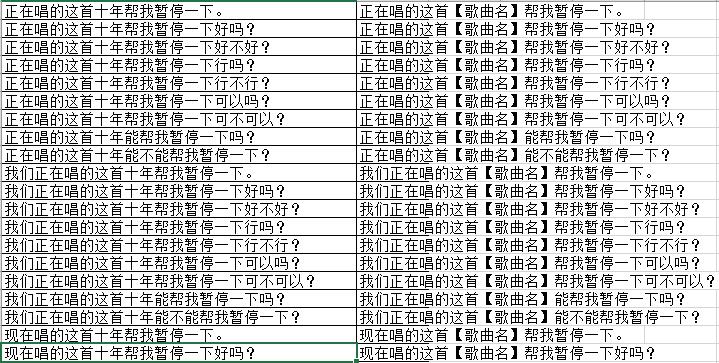 正在唱的这首十年帮我暂停一下。 正在唱的这首【歌曲名】帮我暂停一下。
正在唱的这首十年帮我暂停一下好吗？ 正在唱的这首【歌曲名】帮我暂停一下好吗？
正在唱的这首十年帮我暂停一下好不好？ 正在唱的这首【歌曲名】帮我暂停一下好不好？
正在唱的这首十年帮我暂停一下行吗？ 正在唱的这首【歌曲名】帮我暂停一下行吗？
正在唱的这首十年帮我暂停一下行不行？ 正在唱的这首【歌曲名】帮我暂停一下行不行？
正在唱的这首十年帮我暂停一下可以吗？ 正在唱的这首【歌曲名】帮我暂停一下可以吗？
正在唱的这首十年帮我暂停一下可不可以？ 正在唱的这首【歌曲名】帮我暂停一下可不可以？
正在唱的这首十年能帮我暂停一下吗？ 正在唱的这首【歌曲名】能帮我暂停一下吗？
正在唱的这首十年能不能帮我暂停一下？ 正在唱的这首【歌曲名】能不能帮我暂停一下？
我们正在唱的这首十年帮我暂停一下。 我们正在唱的这首【歌曲名】帮我暂停一下。
我们正在唱的这首十年帮我暂停一下好吗？ 我们正在唱的这首【歌曲名】帮我暂停一下好吗？
我们正在唱的这首十年帮我暂停一下好不好？ 我们正在唱的这首【歌曲名】帮我暂停一下好不好？
我们正在唱的这首十年帮我暂停一下行吗？ 我们正在唱的这首【歌曲名】帮我暂停一下行吗？
我们正在唱的这首十年帮我暂停一下行不行？ 我们正在唱的这首【歌曲名】帮我暂停一下行不行？
我们正在唱的这首十年帮我暂停一下可以吗？ 我们正在唱的这首【歌曲名】帮我暂停一下可以吗？
我们正在唱的这首十年帮我暂停一下可不可以？ 我们正在唱的这首【歌曲名】帮我暂停一下可不可以？
我们正在唱的这首十年能帮我暂停一下吗？ 我们正在唱的这首【歌曲名】能帮我暂停一下吗？
我们正在唱的这首十年能不能帮我暂停一下？ 我们正在唱的这首【歌曲名】能不能帮我暂停一下？
现在唱的这首十年帮我暂停一下。 现在唱的这首【歌曲名】帮我暂停一下。
现在唱的这首十年帮我暂停一下好吗？ 现在唱的这首【歌曲名】帮我暂停一下好吗？